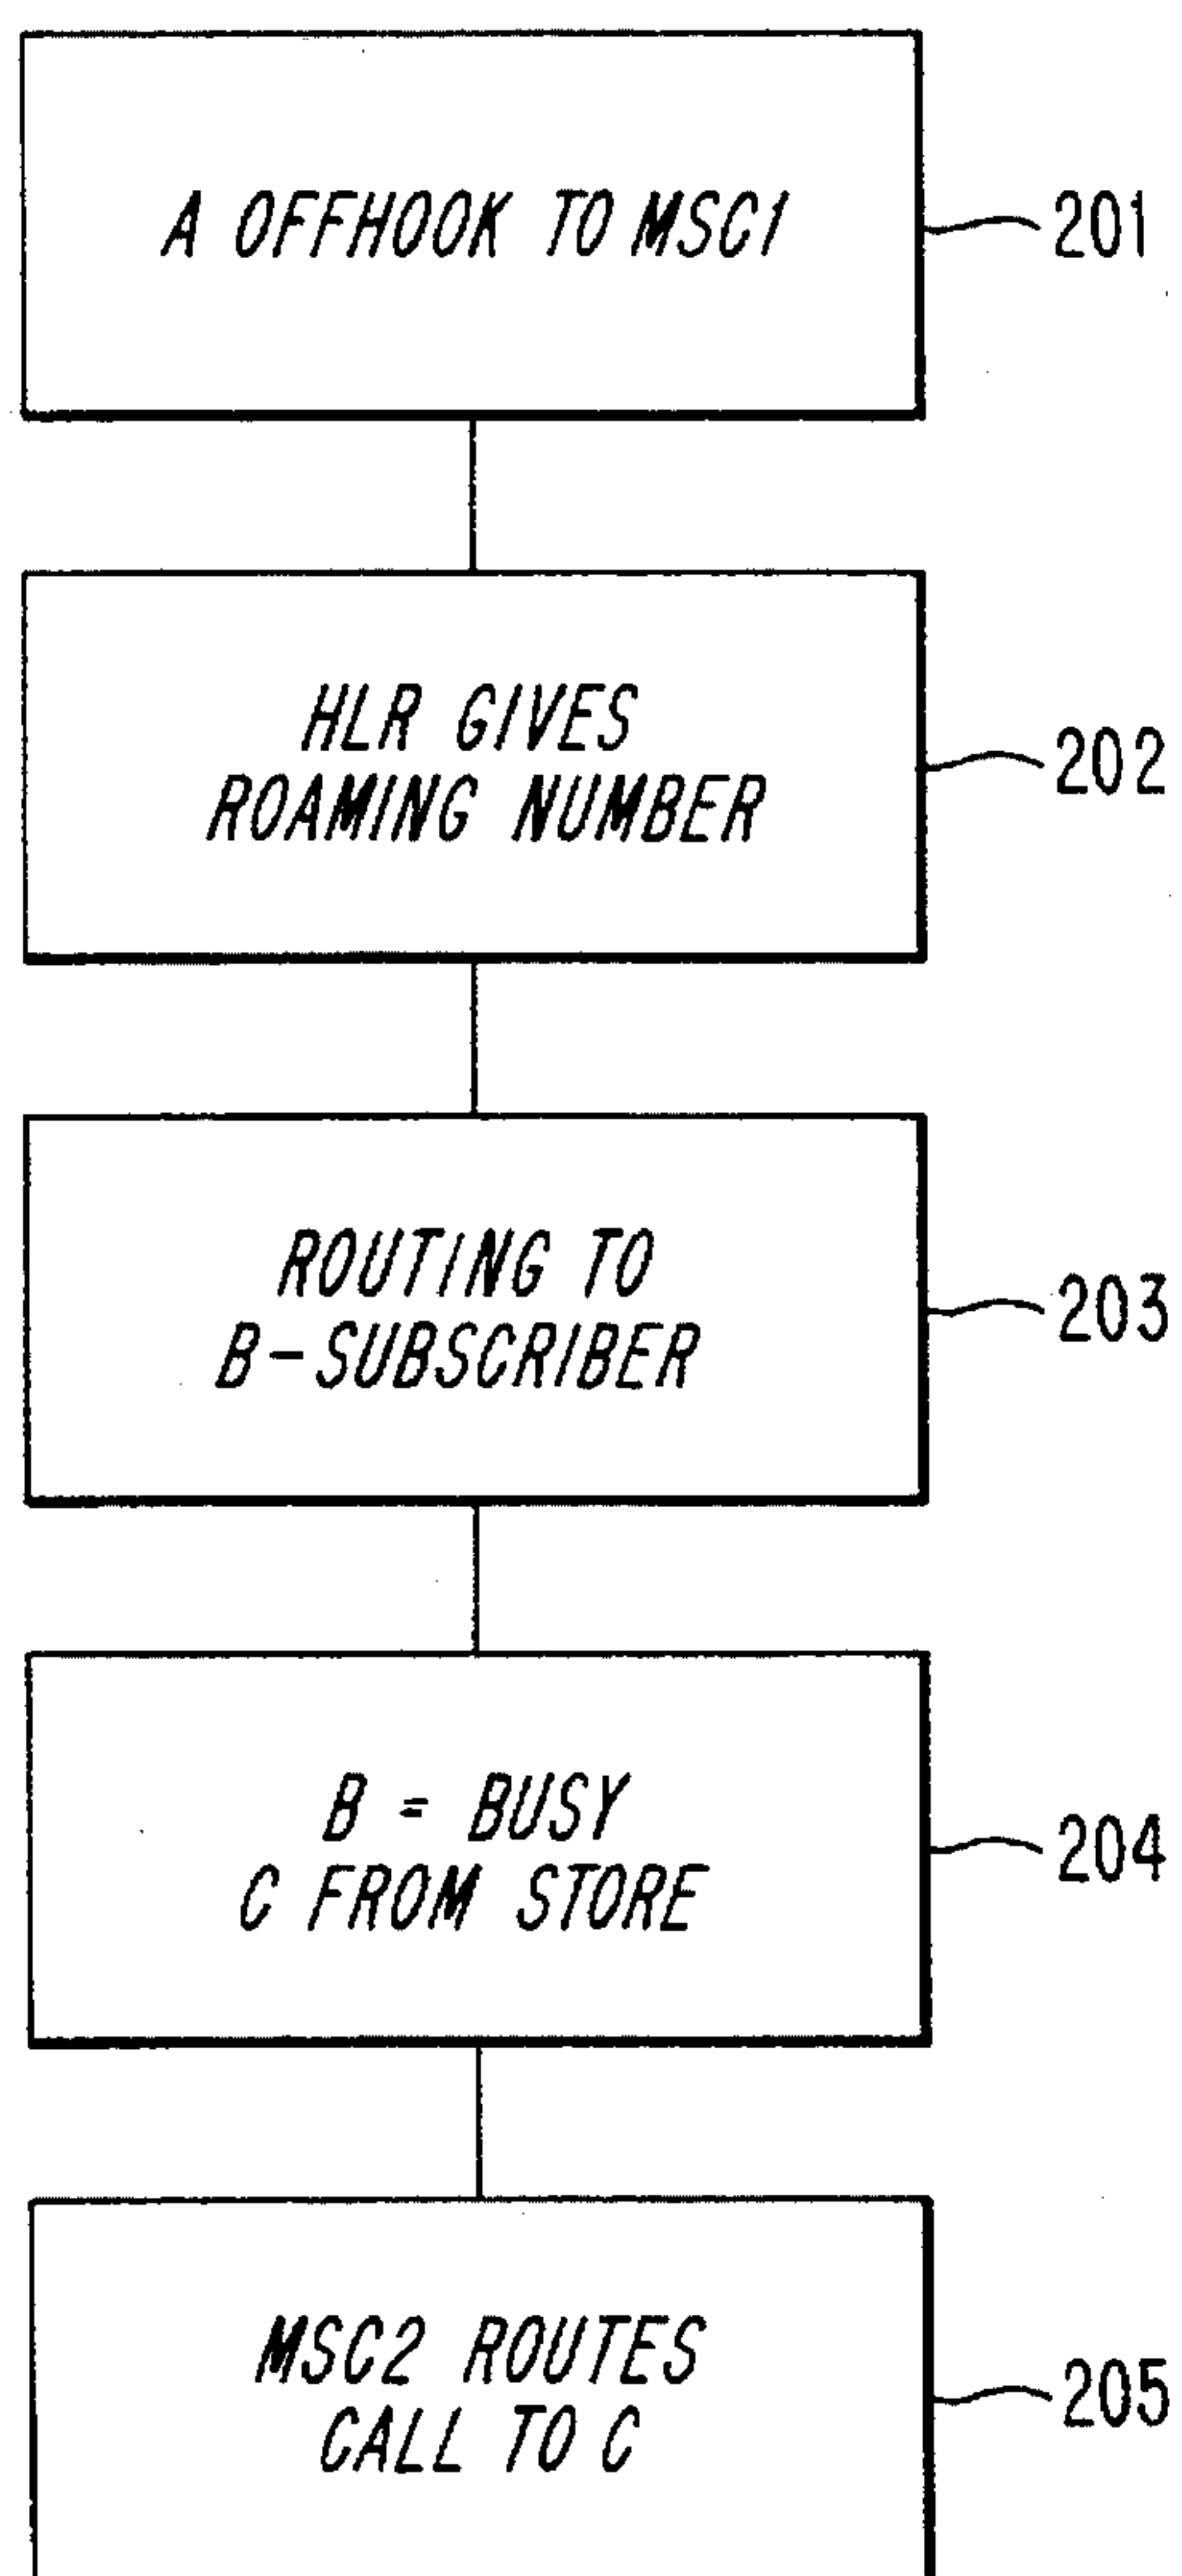 A OFFHOOK TO MSC1
201
HLR GIVES
ROAMING NUMBER
202
ROUTING TO
B-SUBSCRIBER
203
B = BUSY
C FROM STORE
204
MSC2 ROUTES
CALL TO C
205